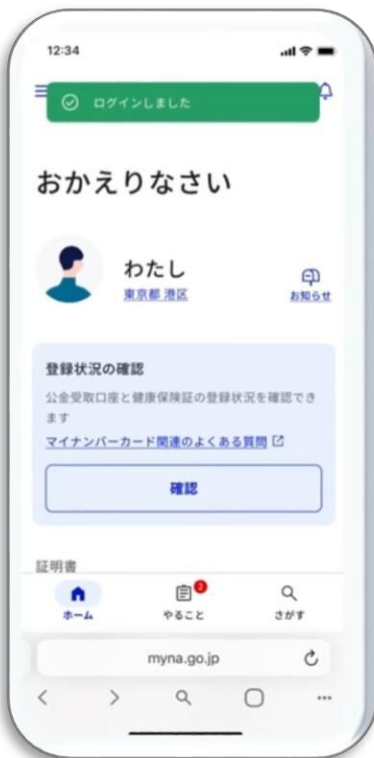 12:34
ログインしました
おかえりなさい
わたし
東京都 港区
お知らせ
登録状況の確認
公金受取口座と健康保険証の登録状況を確認でき
ます
マイナンバーカード関連のよくある質問
確認
証明書
2
ホーム
やること
さがす
myna.go.jp